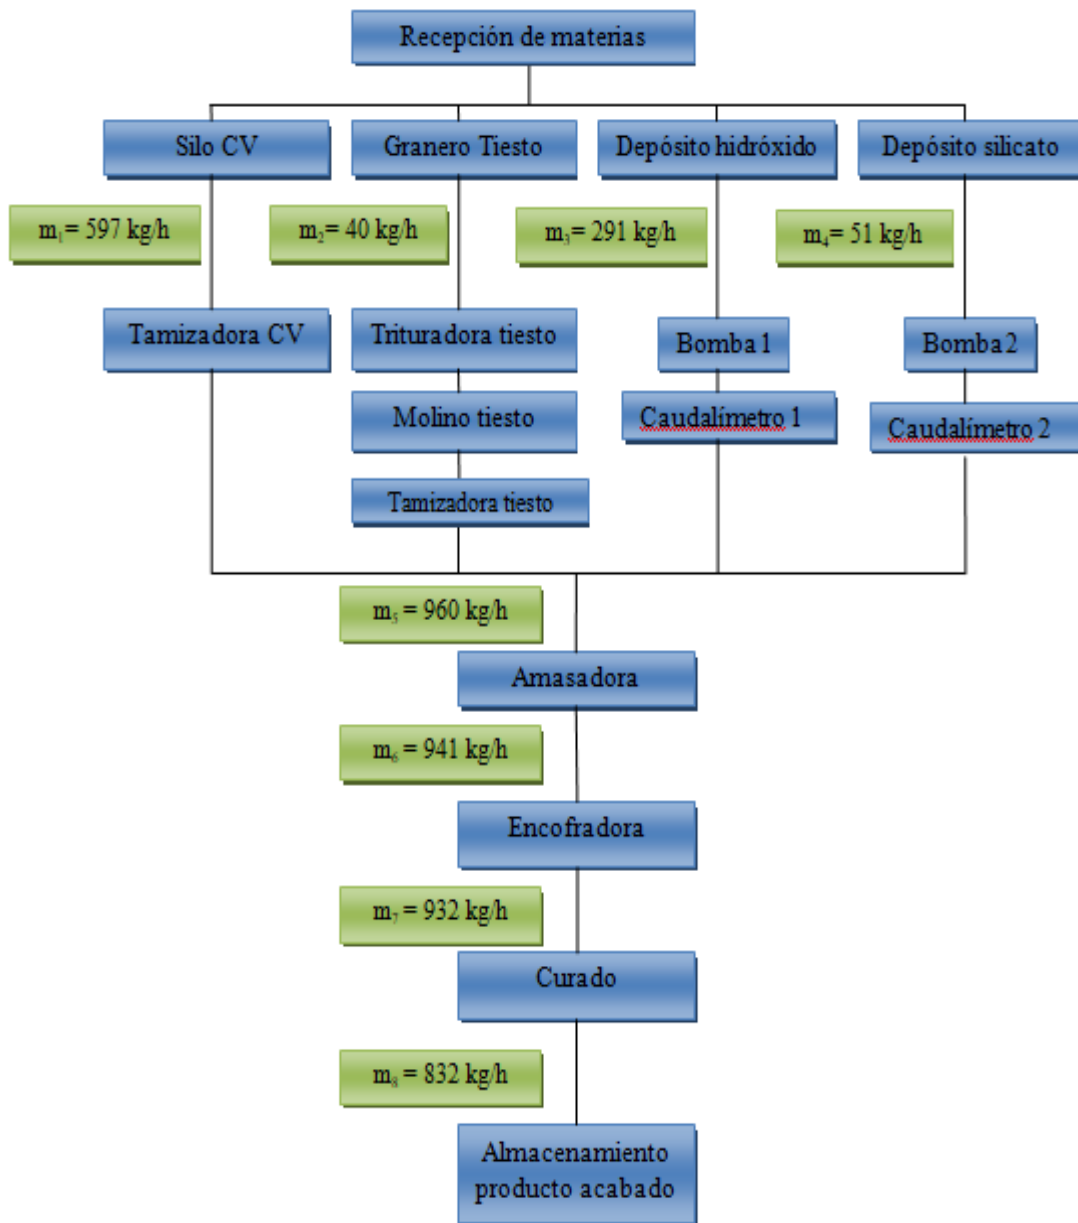 Recepción de materias
Silo CV
Granero Tiesto
Depósito hidróxido
Depósito silicato
m₁= 597 kg/h
m₂= 40 kg/h
m₃= 291 kg/h
m₄= 51 kg/h
Tamizadora CV
Trituradora tiesto
Bomba 1
Bomba 2
Molino tiesto
Caudalímetro 1
Caudalímetro 2
Tamizadora tiesto
m₅ = 960 kg/h
Amasadora
m₆ = 941 kg/h
Encofradora
m₇ = 932 kg/h
Curado
m₈ = 832 kg/h
Almacenamiento
producto acabado